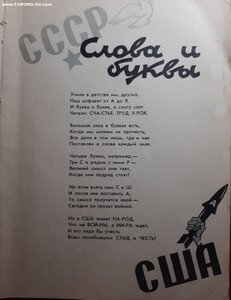 © www.FORUMS-SU.com
СССР
Слова и
буквы
Учили в детстве мы, друзья,
Наш алфавит от А до Я,
И буква к букве, к слогу слог
Читали: СЧА-СТЬЕ, ТРУД, У-РОК.
Большая сила в буквах есть,
Когда мы можем их прочесть,
Все дело в том лишь, где и как
Поставлен в слове каждый знак.
Четыре буквы, например,—
Три С и рядом с ними Р —
Великий смысл они таят,
Когда они подряд стоят!
Но если взять нам С и Ш
И после них поставить А,
То смысл получится иной —
Сегодня он грозит войной.
Но в США живет НА-РОД,
Что не ВОЙ-НЫ, а МИ-РА ждет,
И это надо бы учесть
Всем позабывшим СТЫД и ЧЕСТЬ!
А
США